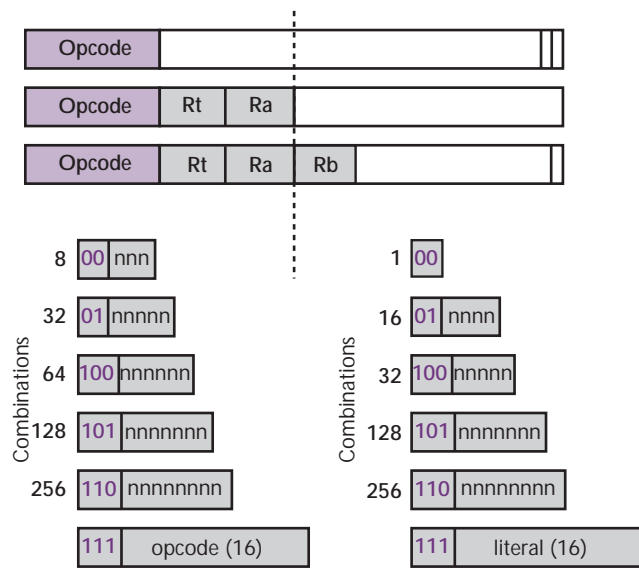 Opcode
Opcode Rt Ra
Opcode Rt Ra Rb
8 00 nnn
32 01 nnnnn
64 100 nnnnnn
128 101 nnnnnnn
256 110 nnnnnnnn
111 opcode (16)
Combinations
1 00
16 01 nnnn
32 100 nnnnn
128 101 nnnnnnn
256 110 nnnnnnnn
111 literal (16)
Combinations